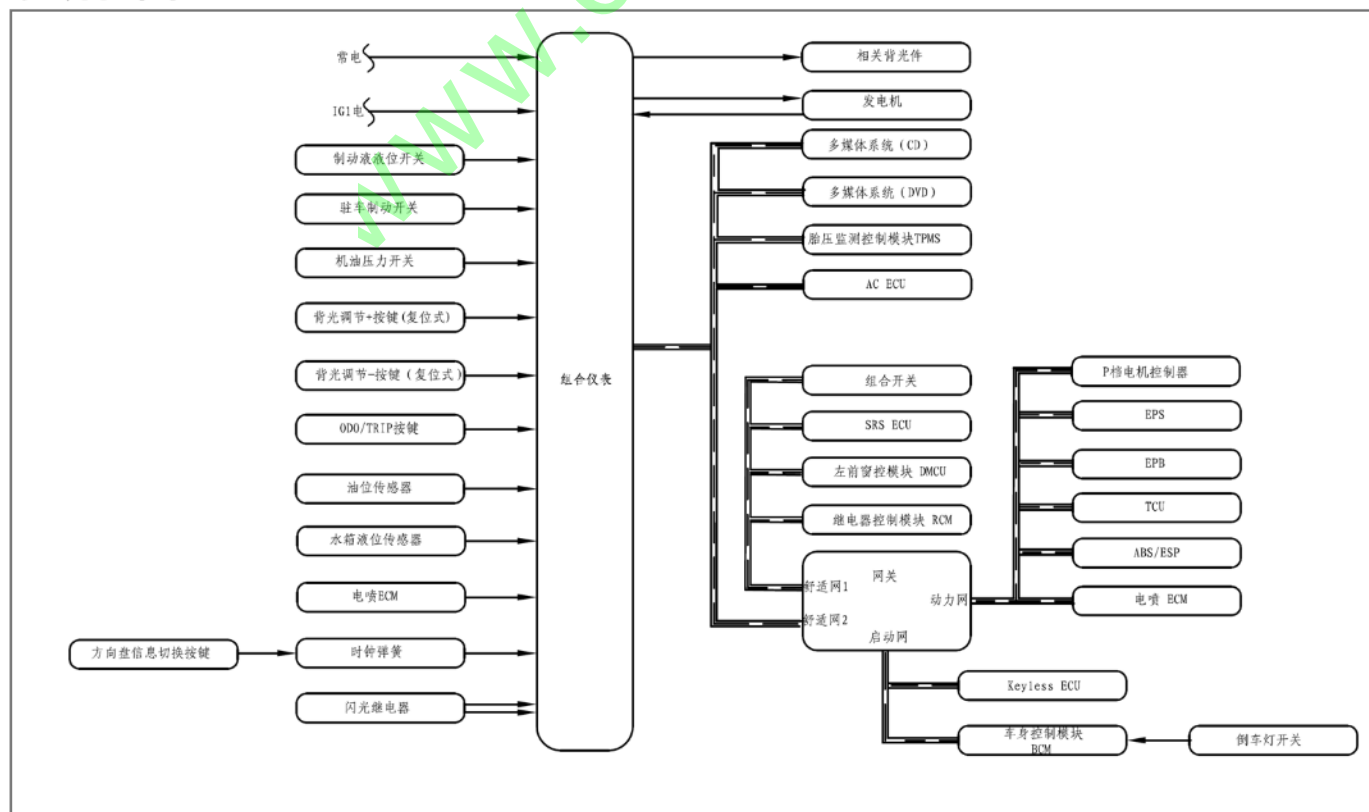 常电
IG1电
制动液液位开关
驻车制动开关
机油压力开关
背光调节+按键(复位式)
背光调节-按键（复位式）
ODO/TRIP按键
油位传感器
水箱液位传感器
电喷ECM
方向盘信息切换按键
时钟弹簧
闪光继电器
组合仪表
相关背光件
发电机
多媒体系统（CD）
多媒体系统（DVD）
胎压监测控制模块TPMS
AC ECU
组合开关
SRS ECU
左前窗控模块 DMCU
继电器控制模块 RCM
网关
舒适网1
动力网
舒适网2
启动网
P档电机控制器
EPS
EPB
TCU
ABS/ESP
电喷 ECM
Keyless ECU
车身控制模块
BCM
倒车灯开关
www.